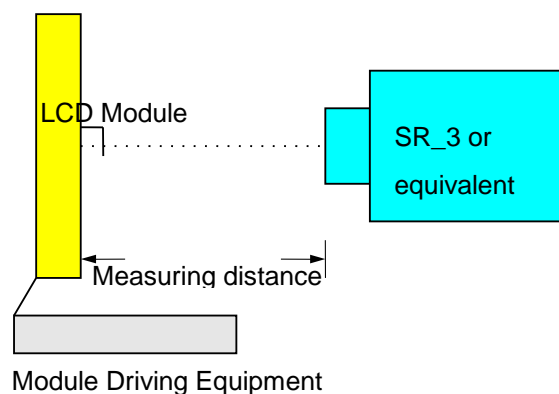 LCD Module
SR_3 or
equivalent
Measuring distance
Module Driving Equipment